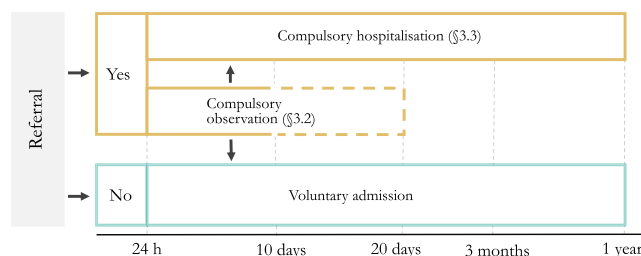 Referral
Yes
Compulsory hospitalisation (§3.3)
Compulsory
observation (§3.2)
No
Voluntary admission
24 h
10 days
20 days
3 months
1 year